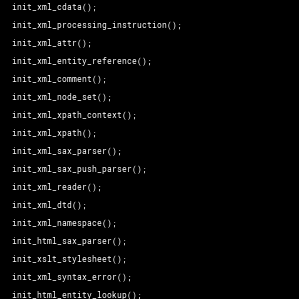 init_xml_cdata();
init_xml_processing_instruction();
init_xml_attr();
init_xml_entity_reference();
init_xml_comment();
init_xml_node_set();
init_xml_xpath_context();
init_xml_xpath();
init_xml_sax_parser();
init_xml_sax_push_parser();
init_xml_reader();
init_xml_dtd();
init_xml_namespace();
init_html_sax_parser();
init_xslt_stylesheet();
init_xml_syntax_error();
init_html_entity_lookup();